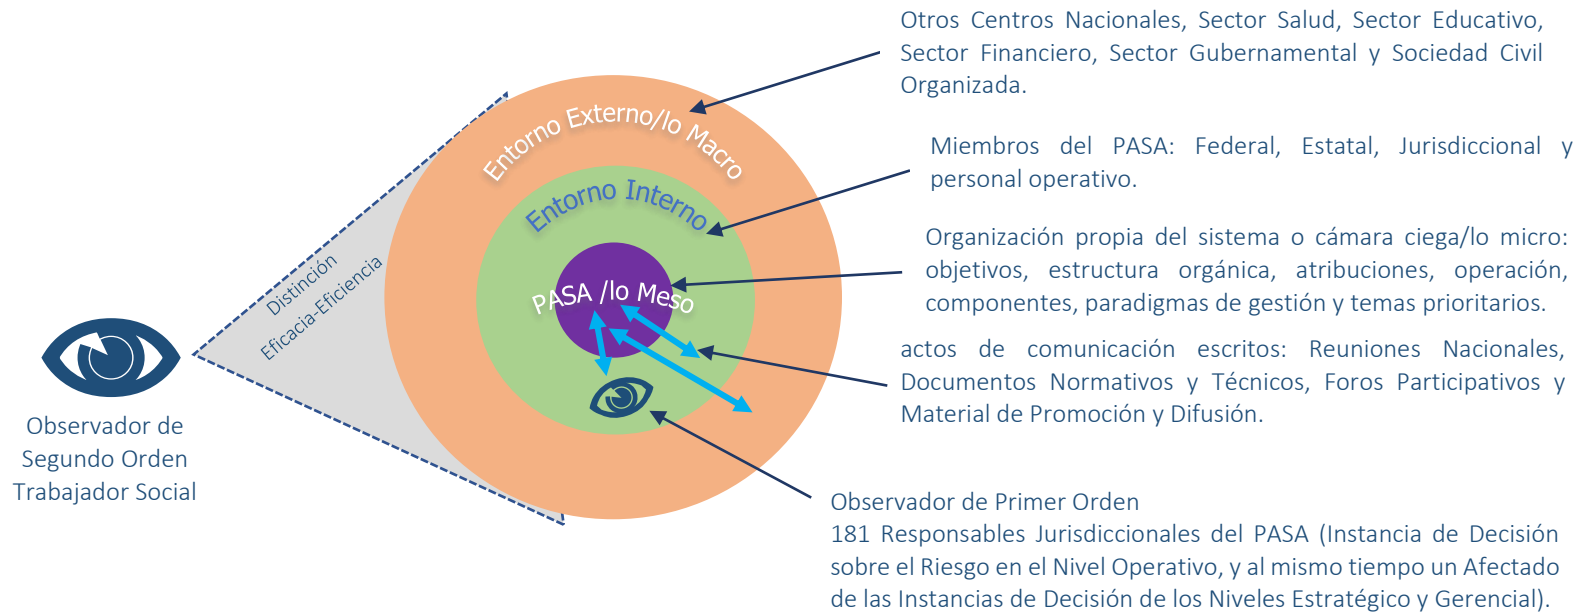 Otros Centros Nacionales, Sector Salud, Sector Educativo,
Sector Financiero, Sector Gubernamental y Sociedad Civil
Organizada.
Entorno Externo/lo Macro
Miembros del PASA: Federal, Estatal, Jurisdiccional y
personal operativo.
Entorno Interno
Organización propia del sistema o cámara ciega/lo micro:
objetivos, estructura orgánica, atribuciones, operación,
componentes, paradigmas de gestión y temas prioritarios.
PASA /lo Meso
Distinción
Eficacia-Eficiencia
actos de comunicación escritos: Reuniones Nacionales,
Documentos Normativos y Técnicos, Foros Participativos y
Material de Promoción y Difusión.
Observador de
Segundo Orden
Trabajador Social
Observador de Primer Orden
181 Responsables Jurisdiccionales del PASA (Instancia de Decisión
sobre el Riesgo en el Nivel Operativo, y al mismo tiempo un Afectado
de las Instancias de Decisión de los Niveles Estratégico y Gerencial).